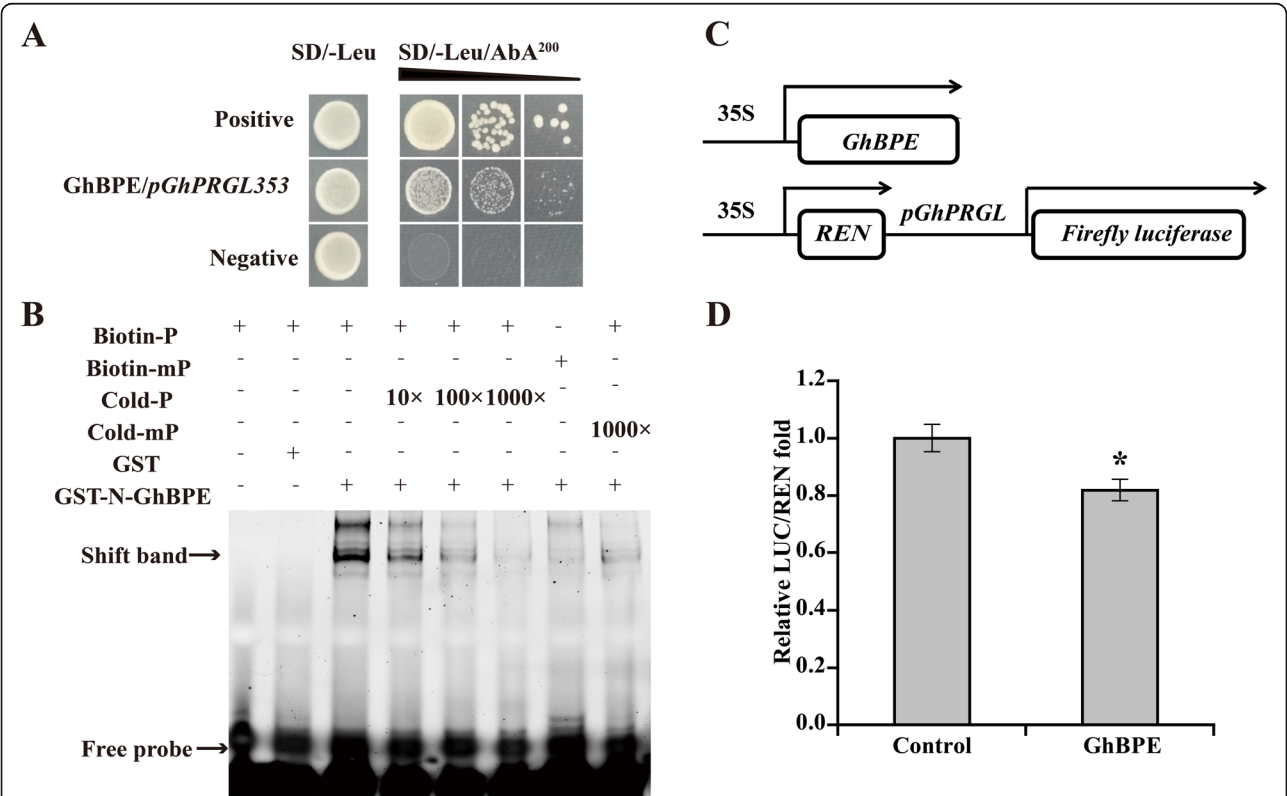 A
SD/-Leu SD/-Leu/AbA²⁰⁰
Positive
GhBPE/pGhPRGL353
Negative
B
Biotin-P + + + + + + - +
Biotin-mP - - - - - - + -
Cold-P - - - 10× 100× 1000× - -
Cold-mP - - - - - - - 1000×
GST - + - - - - - -
GST-N-GhBPE - - + + + + + +
Shift band→
Free probe→
C
35S
GhBPE
35S
REN
pGhPRGL
Firefly luciferase
D
Relative LUC/REN fold
1.2
1.0
0.8
0.6
0.4
0.2
0.0
*
Control GhBPE